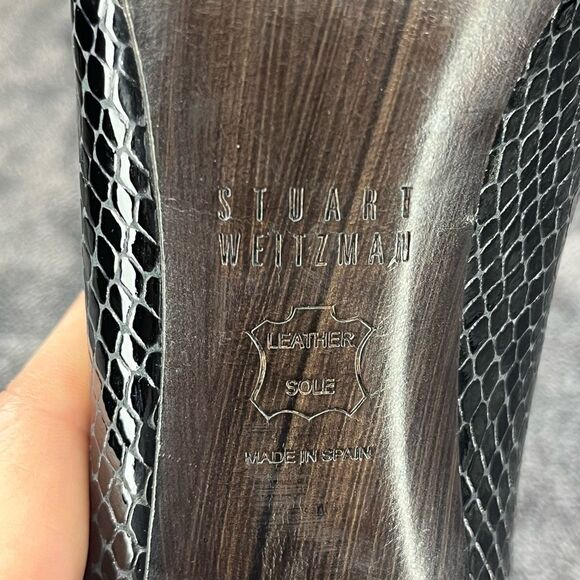 STUART
WEITZMAN
LEATHER
SOLE
MADE IN SPAIN